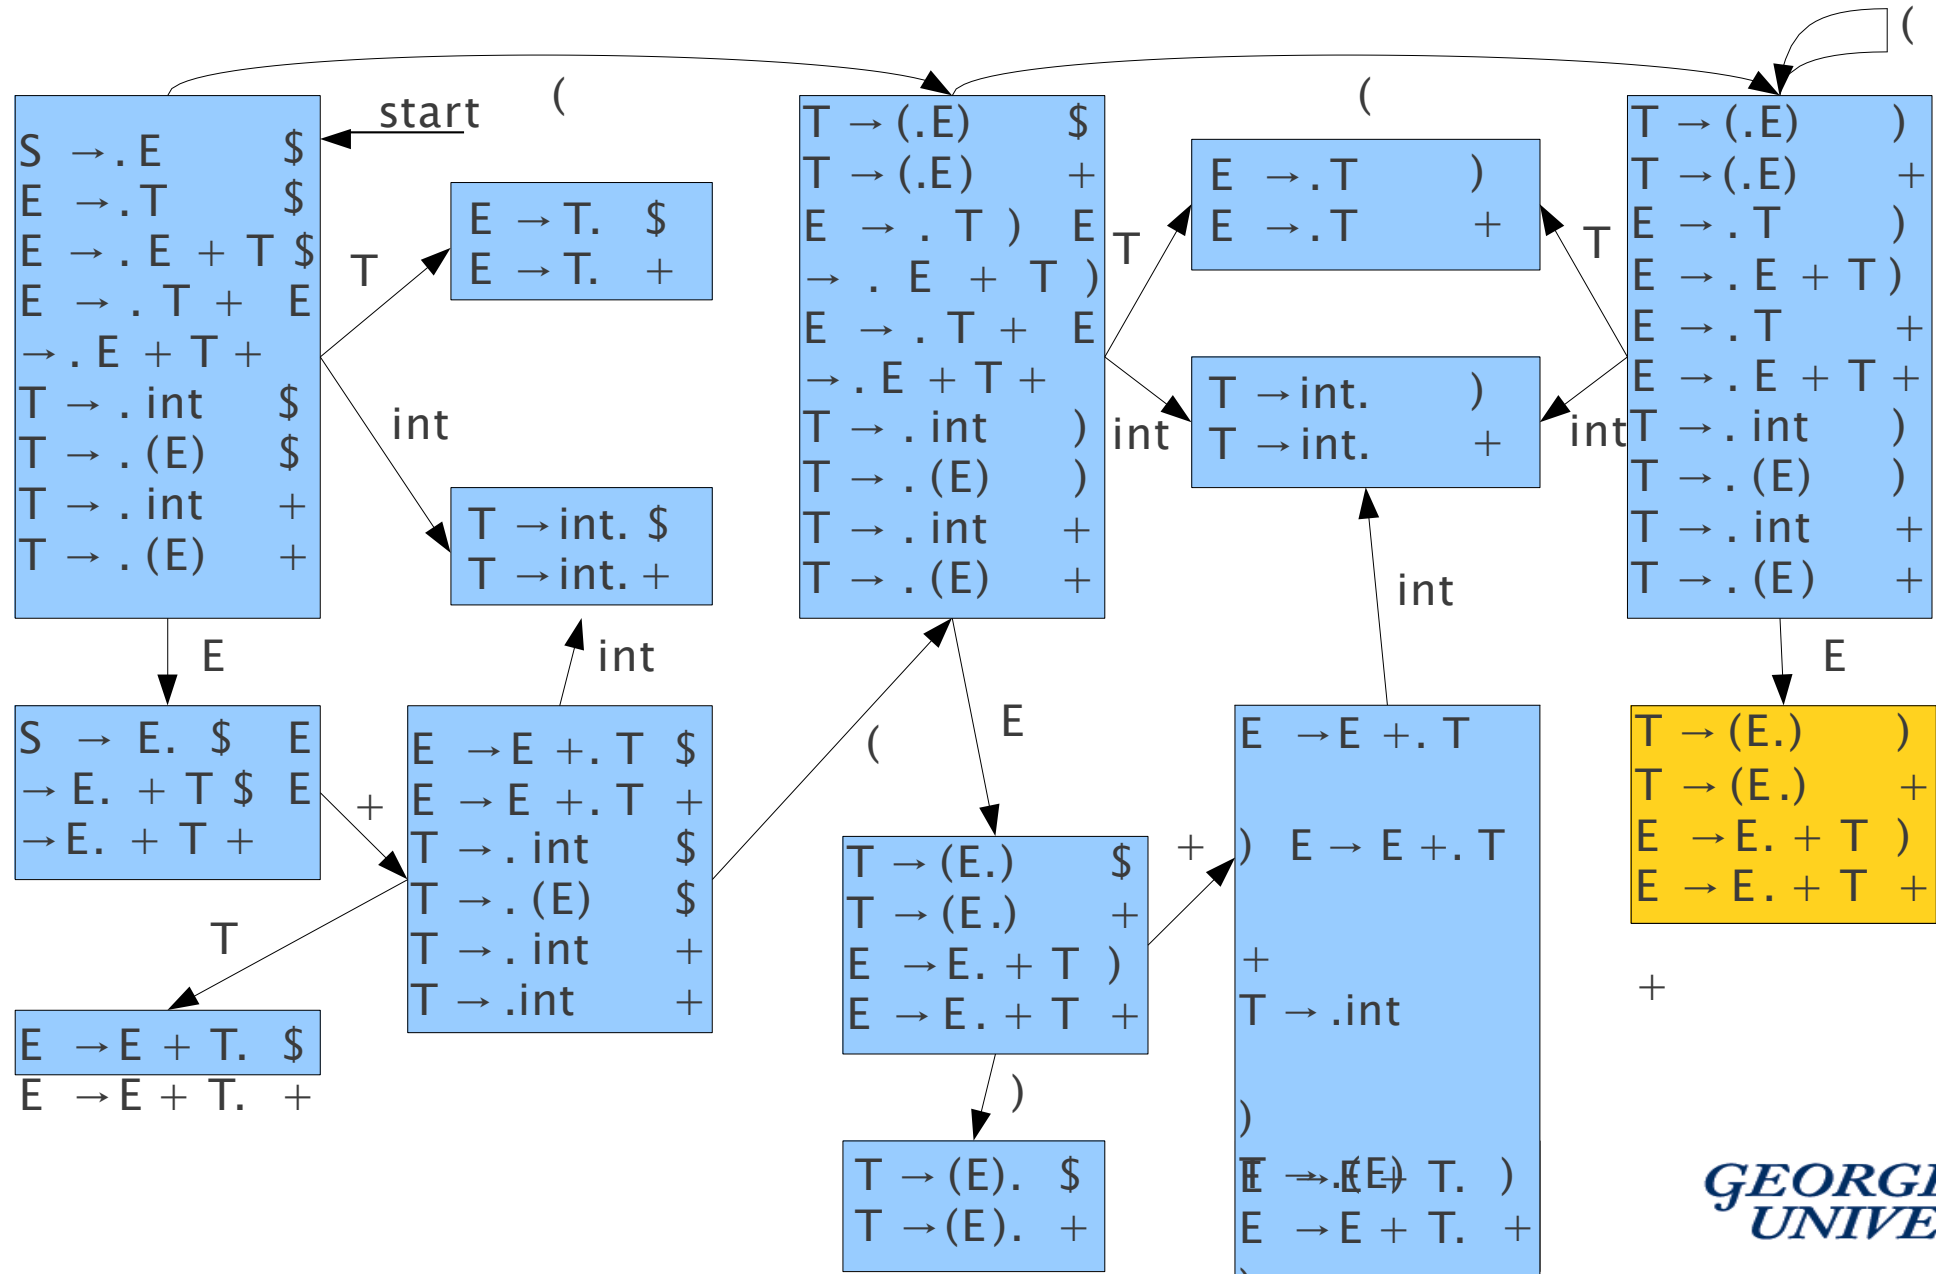 (
(
(
start
S → . E $
E → . T $
E → . E + T $
E → . T + E
→ . E + T +
T → . int $
T → . (E) $
T → . int +
T → . (E) +
T
E → T. $
E → T. +
int
T → int. $
T → int. +
int
E
S → E. $ E
→ E. + T $ E
→ E. + T +
+
E → E +. T $
E → E +. T +
T → . int $
T → . (E) $
T → . int +
T → .int +
T
E → E + T. $
E → E + T. +
(
T → (.E) $
T → (.E) +
E → . T ) E
→ . E + T )
E → . T + E
→ . E + T +
T → . int )
T → . (E) )
T → . int +
T → . (E) +
T
E → . T )
E → . T +
T
int
T → int. )
T → int. +
int
int
E
T → (E.) $
T → (E.) +
E → E. + T )
E → E. + T +
)
T → (E). $
T → (E). +
+
E → E +. T
) E → E +. T
+
T → .int
)
T → .(E)
E → E + T. )
E → E + T. +
T → (.E) )
T → (.E) +
E → . T )
E → . E + T )
E → . T +
E → . E + T +
T → . int )
T → . (E) )
T → . int +
T → . (E) +
E
T → (E.) )
T → (E.) +
E → E. + T )
E → E. + T +
+